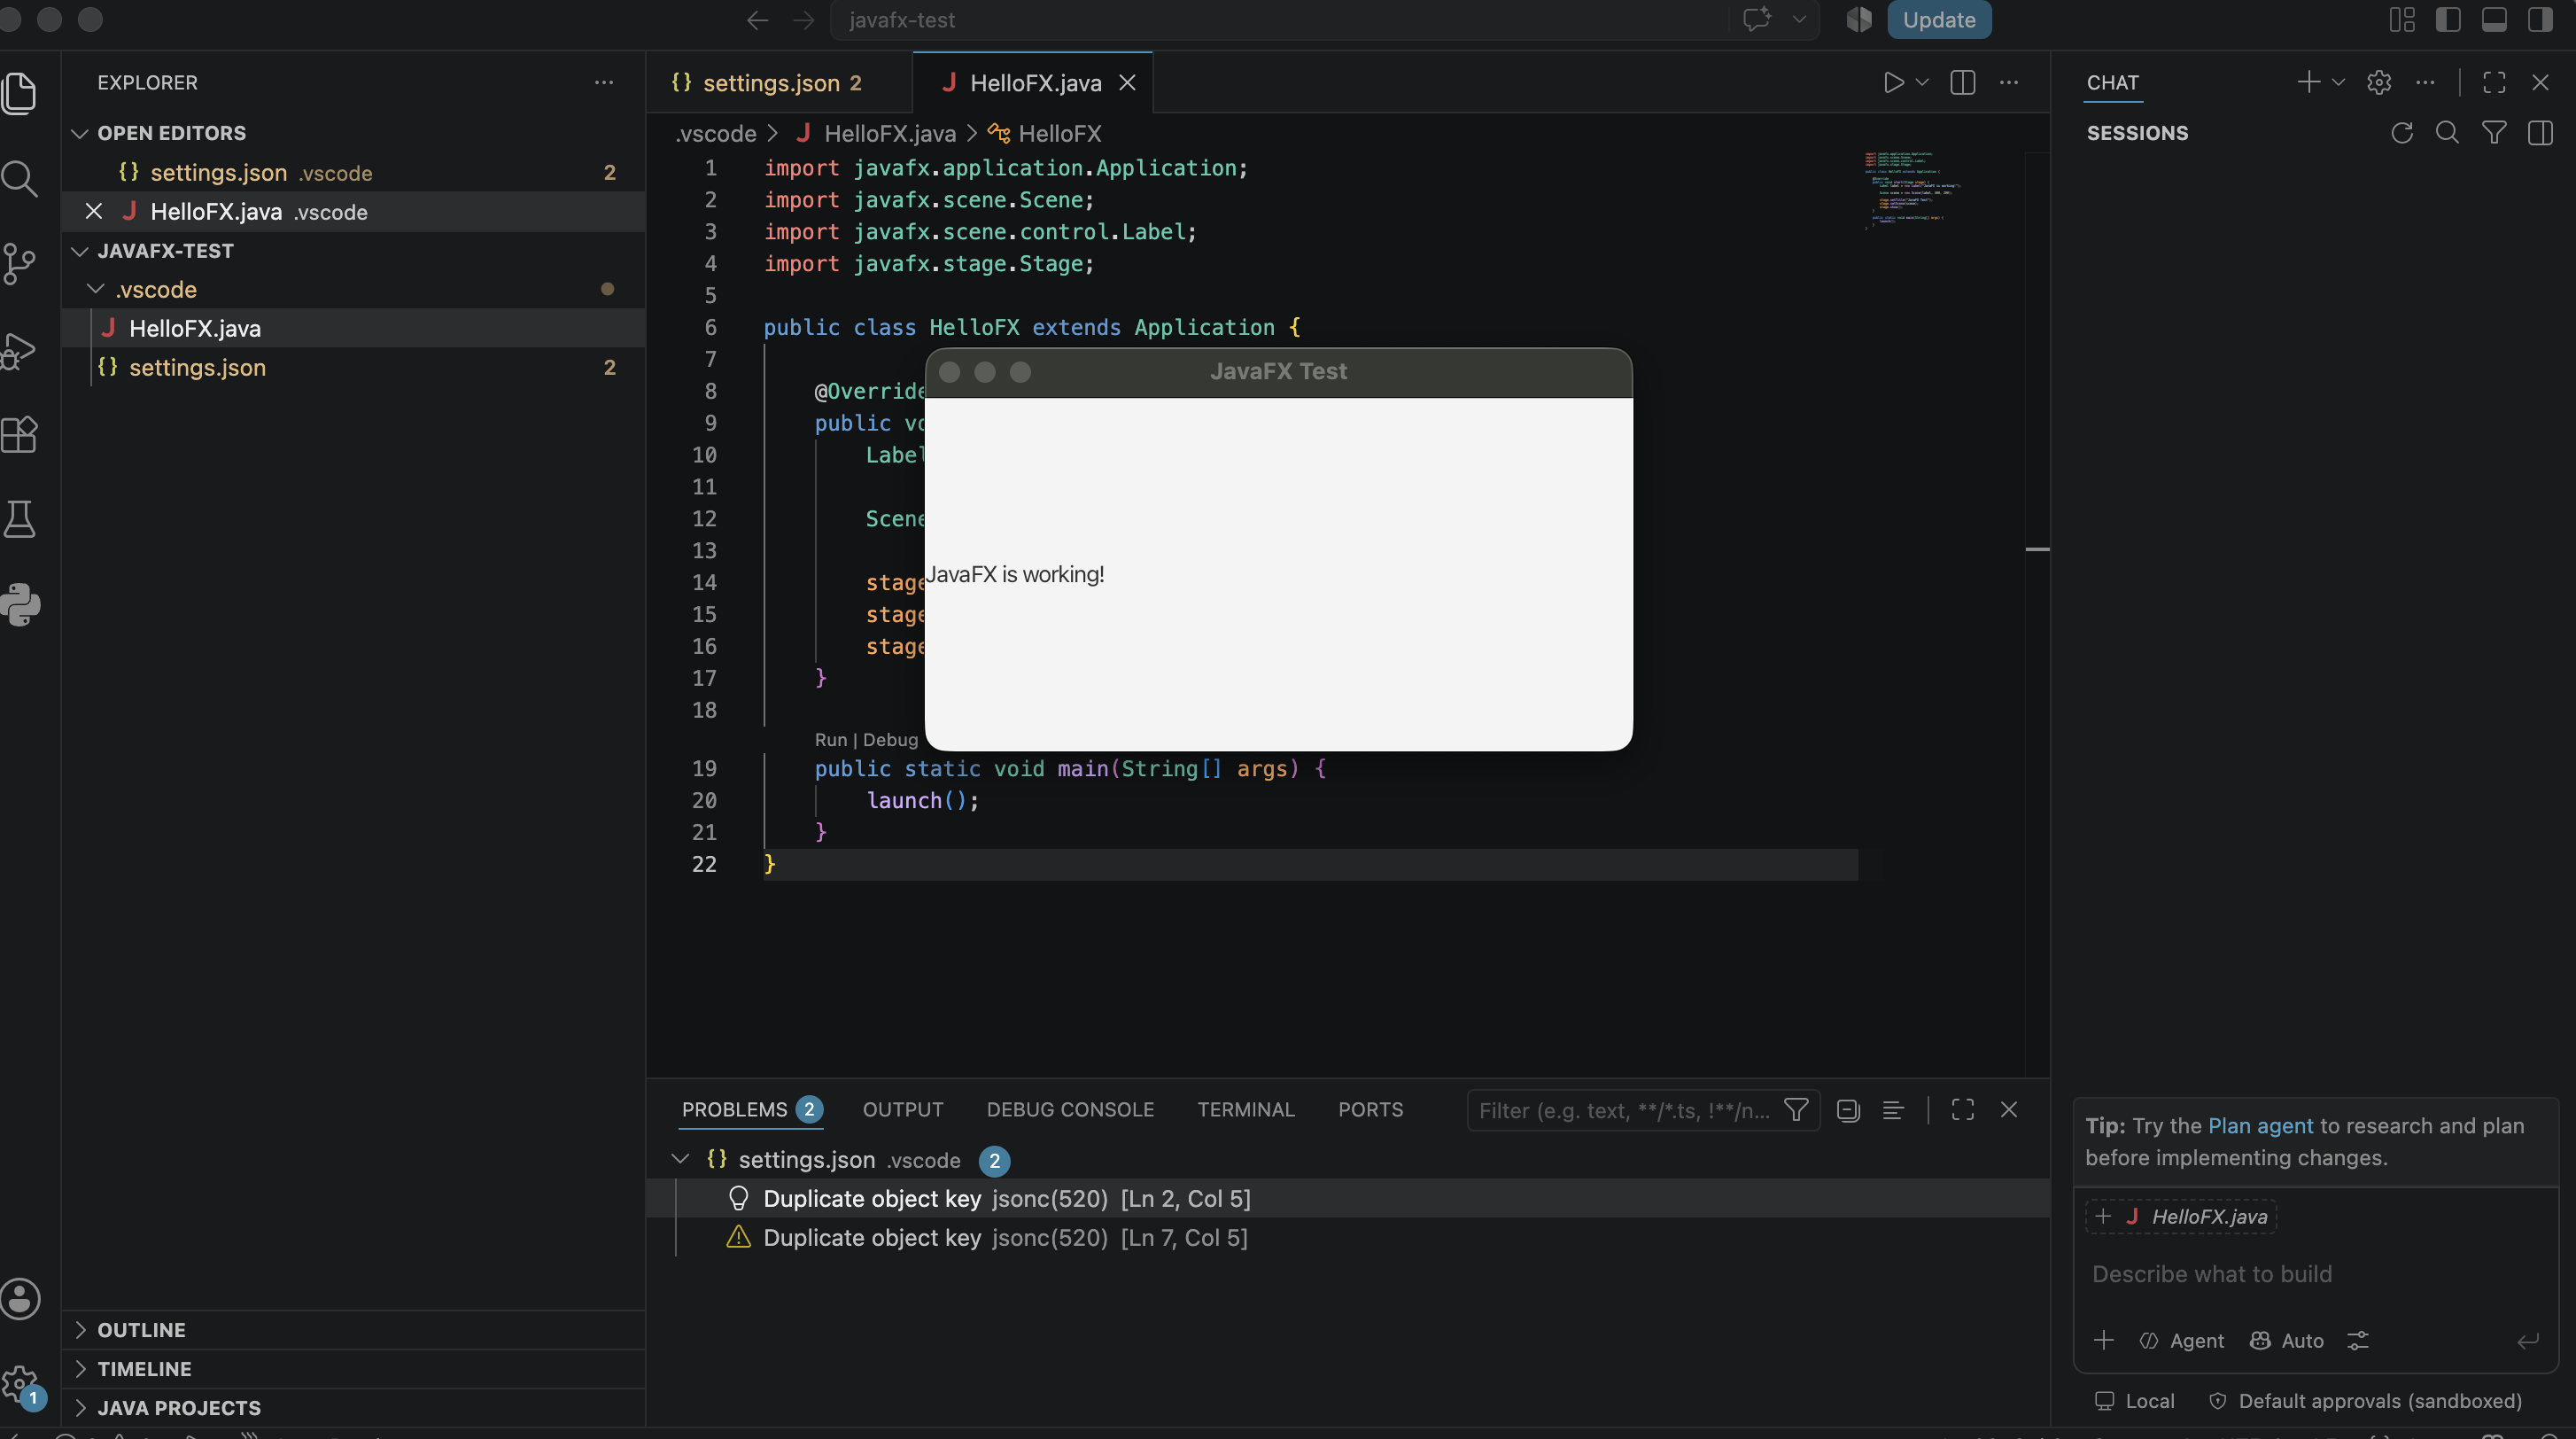 javafx-test
Update
EXPLORER
OPEN EDITORS
settings.json .vscode 2
HelloFX.java .vscode
JAVAFX-TEST
.vscode
HelloFX.java
settings.json 2
OUTLINE
TIMELINE
JAVA PROJECTS
1
settings.json 2
HelloFX.java
.vscode > HelloFX.java > HelloFX
1 import javafx.application.Application;
2 import javafx.scene.Scene;
3 import javafx.scene.control.Label;
4 import javafx.stage.Stage;
5
6 public class HelloFX extends Application {
7
8 @Override
9 public vo
10 Label
11
12 Scene
13
14 stage
15 stage
16 stage
17 }
18
Run | Debug
19 public static void main(String[] args) {
20 launch();
21 }
22 }
JavaFX Test
JavaFX is working!
PROBLEMS 2 OUTPUT DEBUG CONSOLE TERMINAL PORTS
Filter (e.g. text, **/*.ts, !**/n...
settings.json .vscode 2
Duplicate object key jsonc(520) [Ln 2, Col 5]
Duplicate object key jsonc(520) [Ln 7, Col 5]
CHAT
SESSIONS
Tip: Try the Plan agent to research and plan
before implementing changes.
HelloFX.java
Describe what to build
Agent Auto
Local Default approvals (sandboxed)